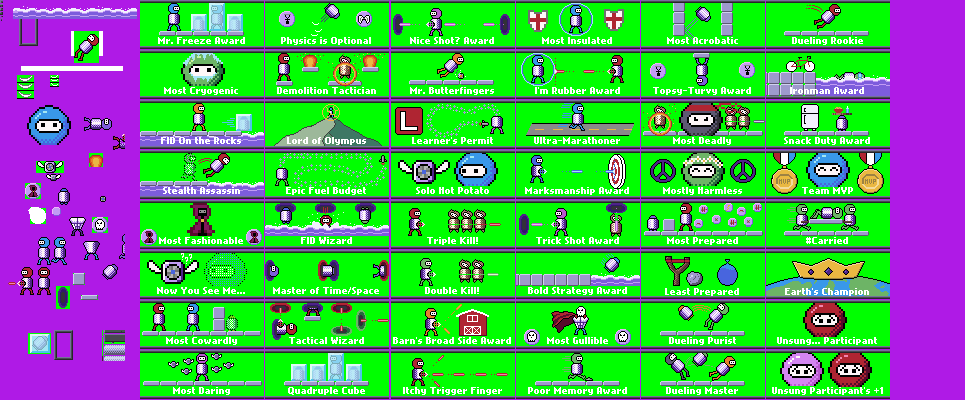 Mr. Freeze Award
Physics is Optional
Nice Shot? Award
Most Insulated
Most Acrobatic
Dueling Rookie
Most Cryogenic
Demolition Tactician
Mr. Butterfingers
I'm Rubber Award
Topsy-Turvy Award
Ironman Award
FID On the Rocks
Lord of Olympus
L
Learner's Permit
Ultra-Marathoner
Most Deadly
Snack Duty Award
Stealth Assassin
Epic Fuel Budget
Solo Hot Potato
Marksmanship Award
Mostly Harmless
MVP
MVP
Team MVP
Most Fashionable
FID Wizard
Triple Kill!
Trick Shot Award
Most Prepared
#Carried
Now You See Me...
Master of Time/Space
Double Kill!
Bold Strategy Award
Least Prepared
Earth's Champion
Most Cowardly
Tactical Wizard
Barn's Broad Side Award
Most Gullible
Dueling Purist
Unsung... Participant
Most Daring
Quadruple Cube
Itchy Trigger Finger
Poor Memory Award
Dueling Master
Unsung Participant's +1